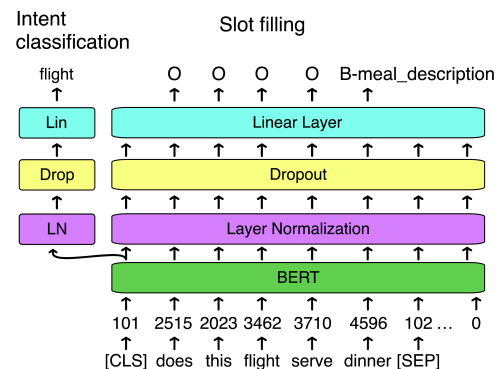 Intent
classification
Slot filling
flight
O O O O B-meal_description
Lin
Linear Layer
Drop
Dropout
LN
Layer Normalization
BERT
101 2515 2023 3462 3710 4596 102 ... 0
[CLS] does this flight serve dinner [SEP]